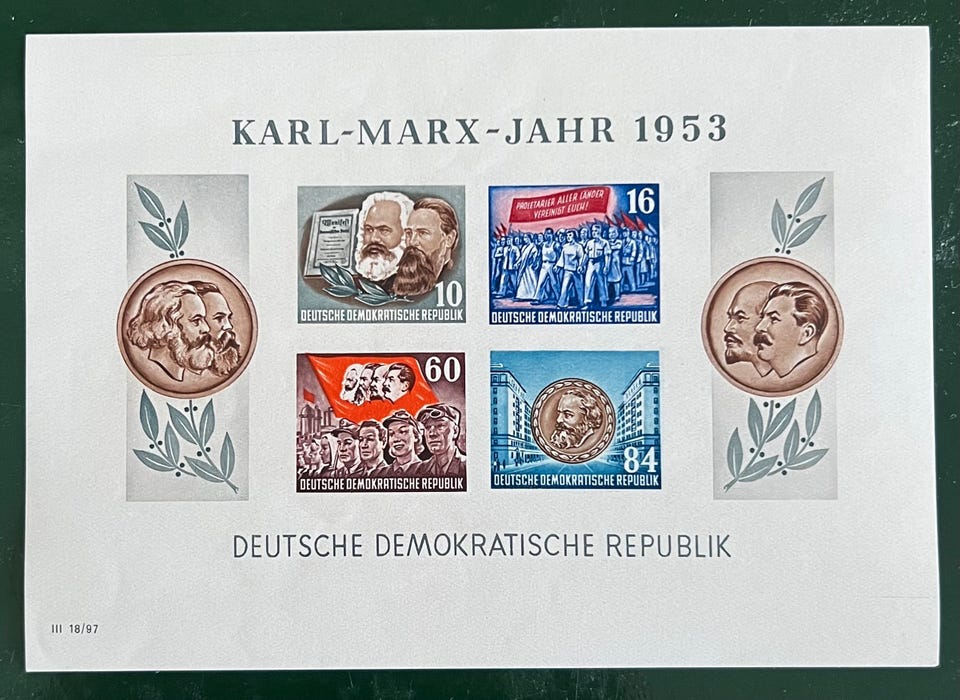 KARL-MARX-JAHR 1953
10
DEUTSCHE DEMOKRATISCHE REPUBLIK
PROLETARIER ALLER LÄNDER
VEREINIGT EUCH!
16
DEUTSCHE DEMOKRATISCHE REPUBLIK
60
DEUTSCHE DEMOKRATISCHE REPUBLIK
84
DEUTSCHE DEMOKRATISCHE REPUBLIK
DEUTSCHE DEMOKRATISCHE REPUBLIK
III 18/97